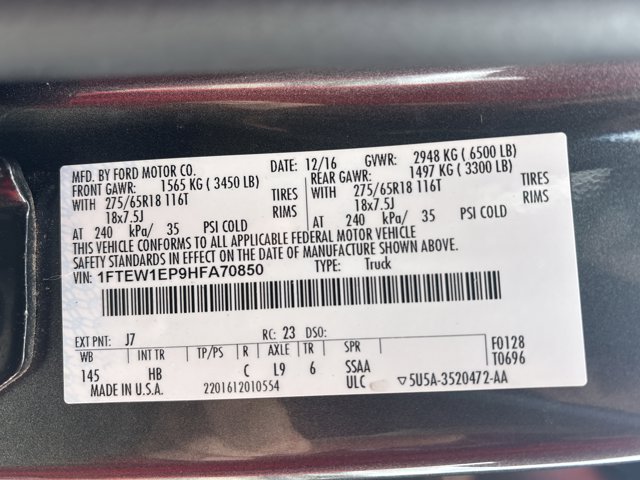 MFD. BY FORD MOTOR CO. DATE: 12/16 GVWR: 2948 KG ( 6500 LB)
FRONT GAWR: 1565 KG ( 3450 LB) REAR GAWR: 1497 KG ( 3300 LB)
WITH 275/65R18 116T TIRES WITH 275/65R18 116T TIRES
18x7.5J RIMS 18x7.5J RIMS
AT 240 kPa/ 35 PSI COLD AT 240 kPa/ 35 PSI COLD
THIS VEHICLE CONFORMS TO ALL APPLICABLE FEDERAL MOTOR VEHICLE
SAFETY STANDARDS IN EFFECT ON THE DATE OF MANUFACTURE SHOWN ABOVE.
VIN: 1FTEW1EP9HFA70850 TYPE: Truck
EXT PNT: J7 RC: 23 DSO: F0128
WB INT TR TP/PS R AXLE TR SPR T0696
145 HB C L9 6 SSAA
MADE IN U.S.A. 2201612010554 ULC ▽5U5A-3520472-AA